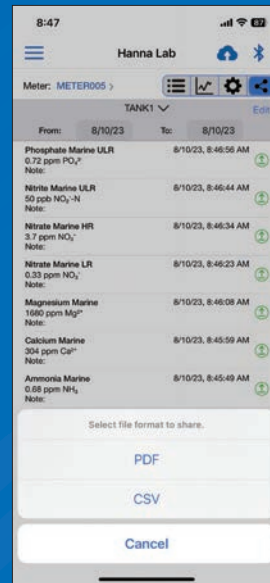 8:47
Hanna Lab
Meter: METER005 >
TANK1
Edit
From: 8/10/23 To: 8/10/23
Phosphate Marine ULR 8/10/23, 8:46:56 AM
0.72 ppm PO₄³
Note:
Nitrite Marine ULR 8/10/23, 8:46:44 AM
50 ppb NO₂⁻-N
Note:
Nitrate Marine HR 8/10/23, 8:46:34 AM
3.7 ppm NO₃⁻
Note:
Nitrate Marine LR 8/10/23, 8:46:23 AM
0.33 ppm NO₃⁻
Note:
Magnesium Marine 8/10/23, 8:46:08 AM
1680 ppm Mg²⁺
Note:
Calcium Marine 8/10/23, 8:45:59 AM
304 ppm Ca²⁺
Note:
Ammonia Marine 8/10/23, 8:45:49 AM
0.68 ppm NH₃
Note:
Select file format to share.
PDF
CSV
Cancel